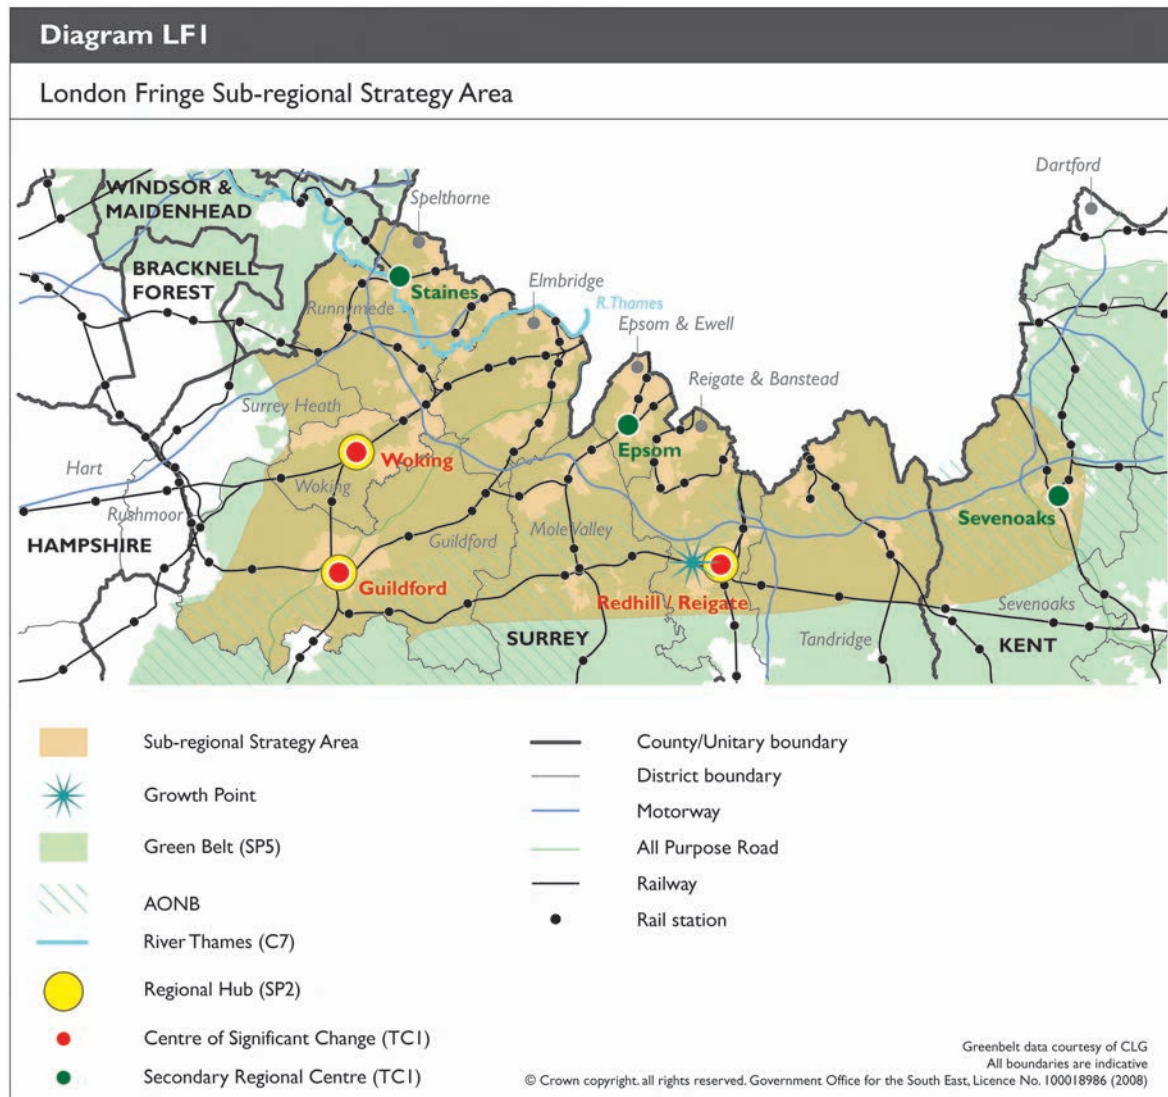 Diagram LF1
London Fringe Sub-regional Strategy Area
Dartford
WINDSOR &
MAIDENHEAD
Spelthorne
BRACKNELL
FOREST
Staines
Elmbridge
R.Thames
Runnymede
Epsom & Ewell
Reigate & Banstead
Surrey Heath
Epsom
Woking
Hart
Woking
Rushmoor
Sevenoaks
HAMPSHIRE
Mole Valley
Guildford
Guildford
Redhill / Reigate
Sevenoaks
SURREY
Tandridge
KENT
Sub-regional Strategy Area
Growth Point
Green Belt (SP5)
AONB
River Thames (C7)
Regional Hub (SP2)
Centre of Significant Change (TC1)
Secondary Regional Centre (TC1)
County/Unitary boundary
District boundary
Motorway
All Purpose Road
Railway
Rail station
Greenbelt data courtesy of CLG
All boundaries are indicative
© Crown copyright. all rights reserved. Government Office for the South East, Licence No. 100018986 (2008)